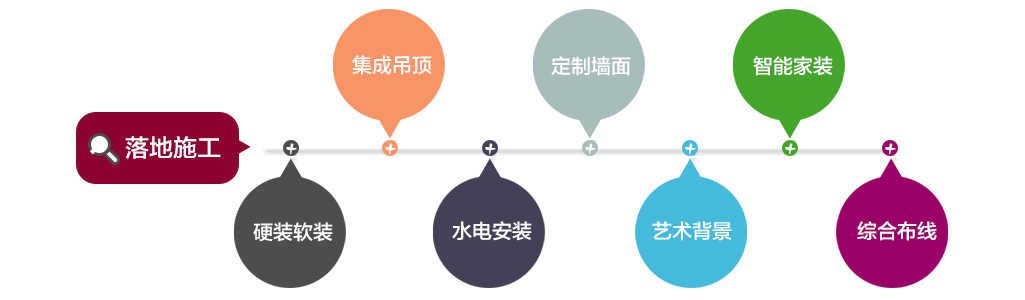 落地施工
硬装软装
集成吊顶
水电安装
定制墙面
艺术背景
智能家装
综合布线